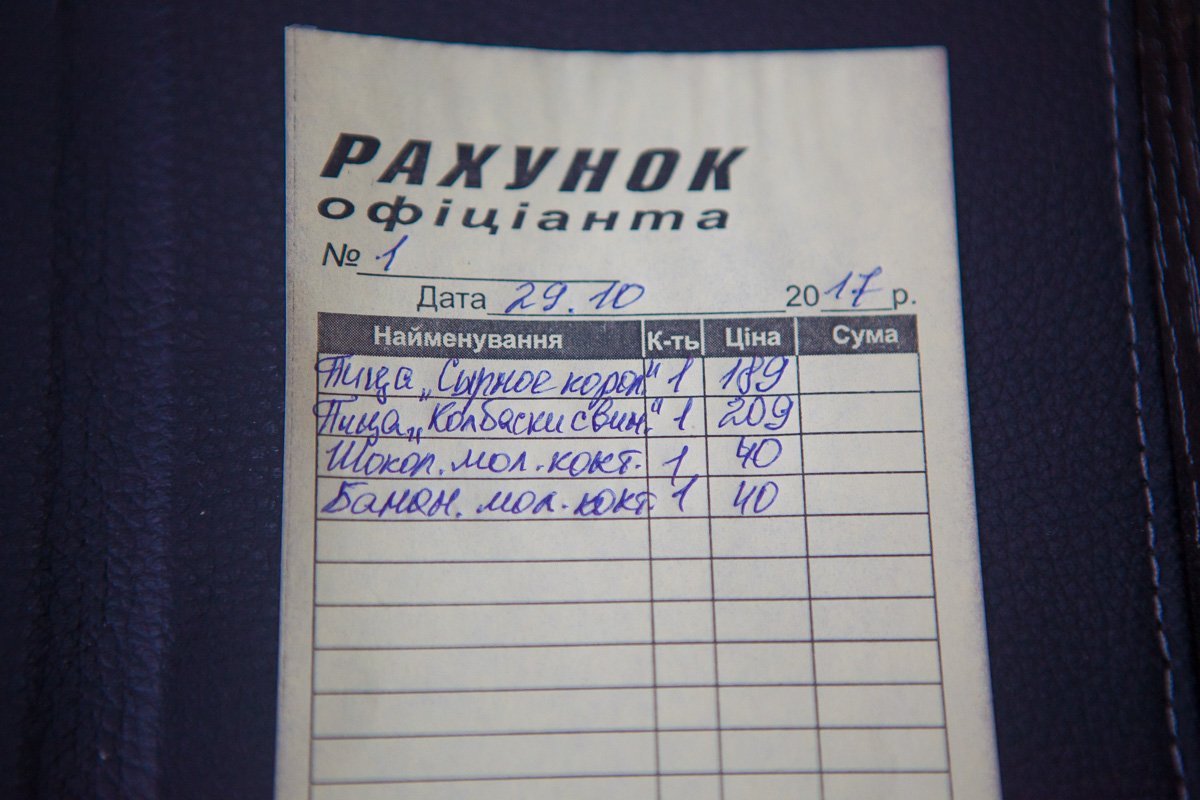 РАХУНОК
офіціанта
№ 1
Дата 29.10 2017 р.
Найменування К-ть Ціна Сума
Пицца „Сырное корол." 1 189
Пицца „Колбаски свин." 1 209
Шокол. мол. кокт. 1 40
Банан. мол. кокт. 1 40